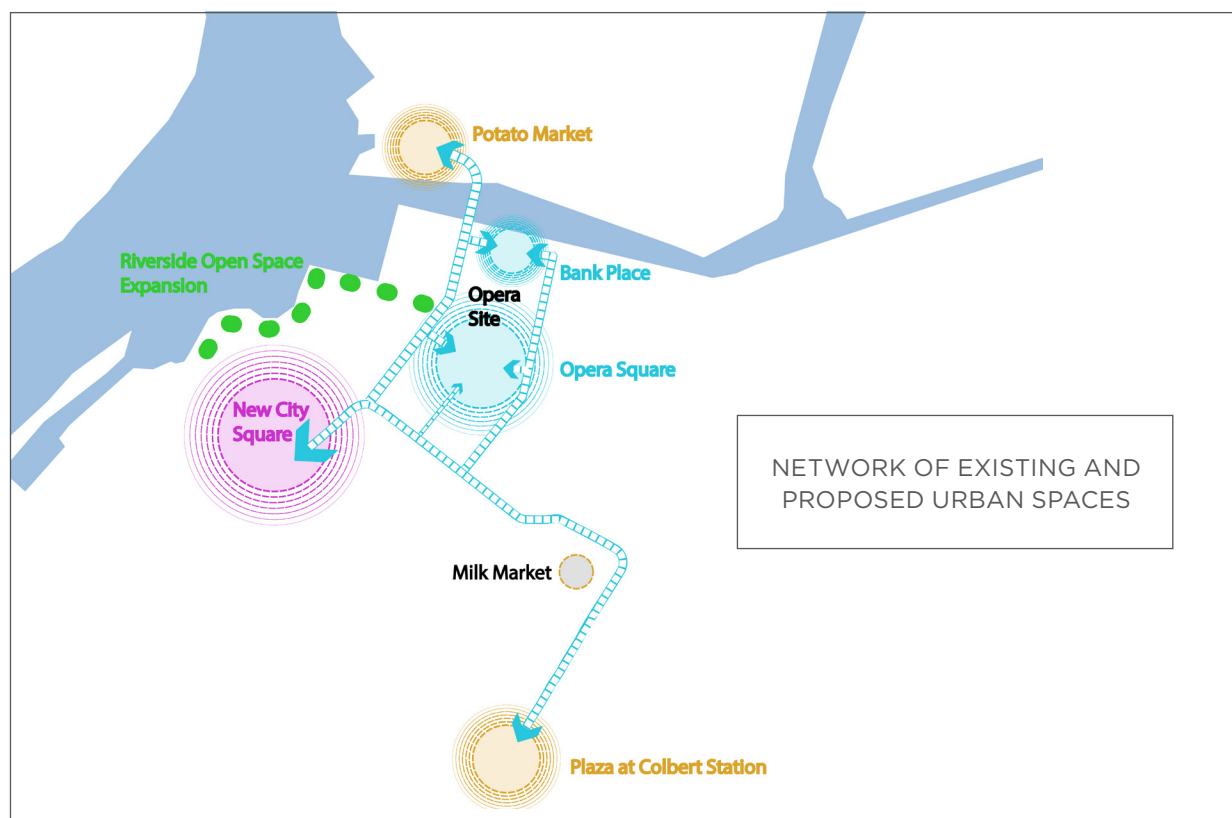 Potato Market
Riverside Open Space
Expansion
Bank Place
Opera
Site
Opera Square
New City
Square
NETWORK OF EXISTING AND
PROPOSED URBAN SPACES
Milk Market
Plaza at Colbert Station